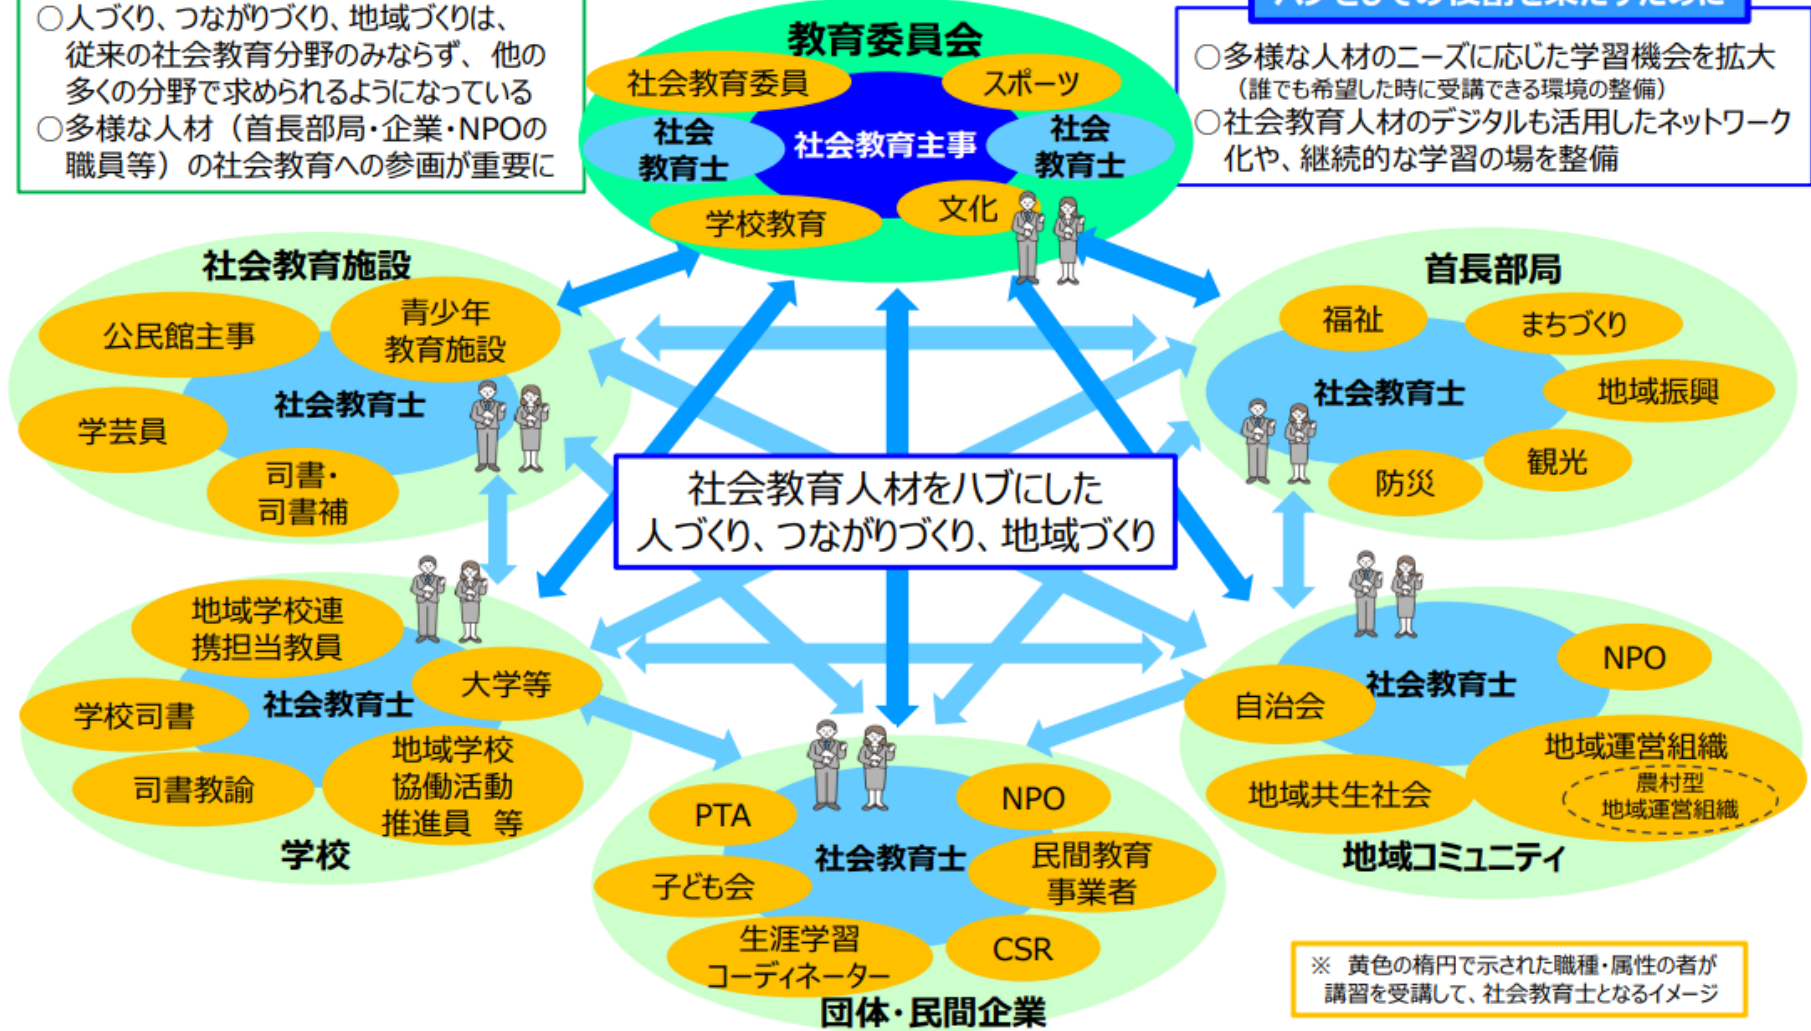 ○人づくり、つながりづくり、地域づくりは、
従来の社会教育分野のみならず、他の
多くの分野で求められるようになっている
○多様な人材（首長部局・企業・NPOの
職員等）の社会教育への参画が重要に
○多様な人材のニーズに応じた学習機会を拡大
（誰でも希望した時に受講できる環境の整備）
○社会教育人材のデジタルも活用したネットワーク
化や、継続的な学習の場を整備
教育委員会
社会教育委員
スポーツ
社会
教育士
社会教育主事
社会
教育士
学校教育
文化
社会教育施設
公民館主事
青少年
教育施設
社会教育士
学芸員
司書・
司書補
首長部局
福祉
まちづくり
社会教育士
地域振興
観光
防災
社会教育人材をハブにした
人づくり、つながりづくり、地域づくり
地域学校連
携担当教員
大学等
社会教育士
学校司書
司書教諭
地域学校
協働活動
推進員　等
学校
NPO
社会教育士
自治会
地域運営組織
農村型
地域運営組織
地域共生社会
地域コミュニティ
PTA
NPO
社会教育士
民間教育
事業者
子ども会
生涯学習
コーディネーター
CSR
団体・民間企業
※　黄色の楕円で示された職種・属性の者が
講習を受講して、社会教育士となるイメージ